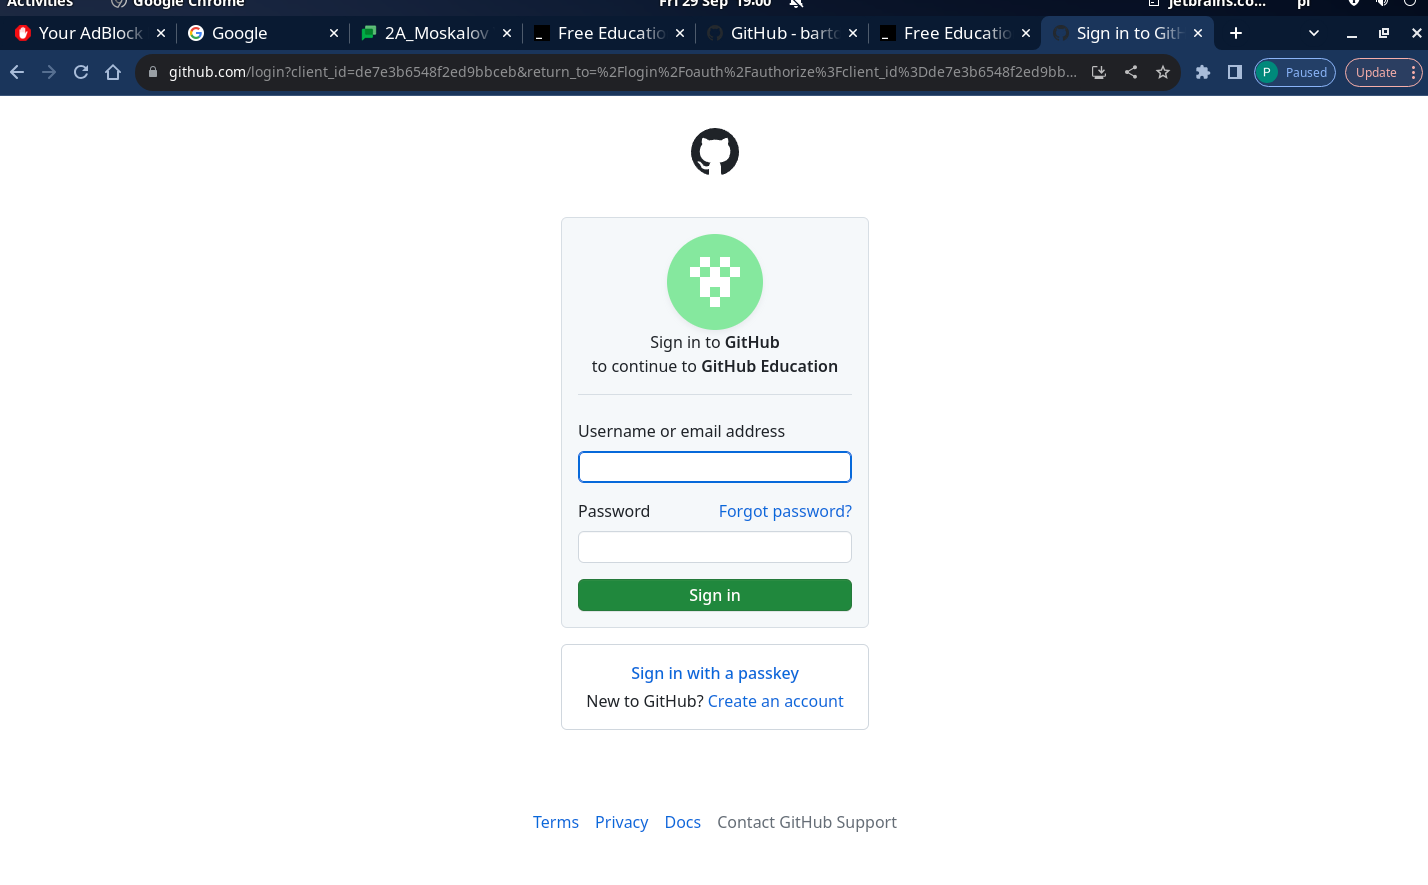 Activities Google Chrome Fri 29 Sep 19:00 jetbrains.co... pl
Your AdBlock Google 2A_Moskalov Free Educatio GitHub - barto Free Educatio Sign in to GitH
github.com/login?client_id=de7e3b6548f2ed9bbceb&return_to=%2Flogin%2Foauth%2Fauthorize%3Fclient_id%3Dde7e3b6548f2ed9bb... P Paused Update
Sign in to GitHub
to continue to GitHub Education
Username or email address
Password Forgot password?
Sign in
Sign in with a passkey
New to GitHub? Create an account
Terms Privacy Docs Contact GitHub Support